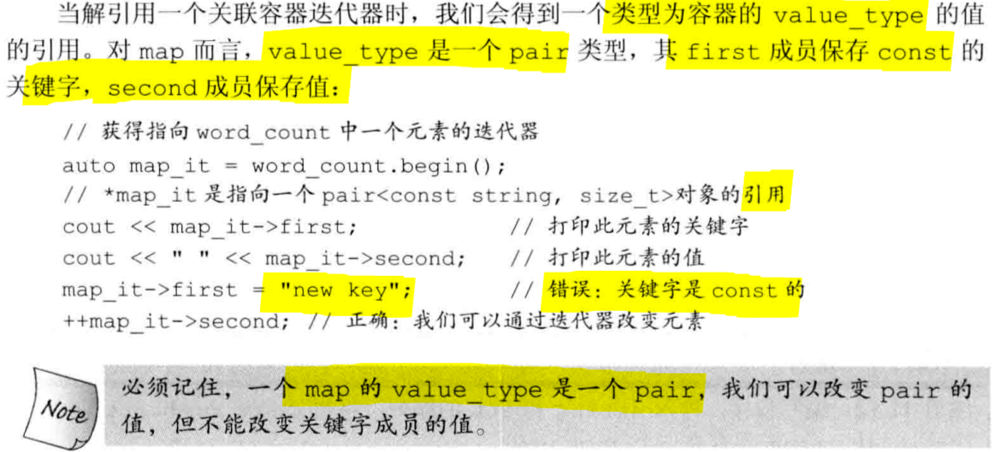 当解引用一个关联容器迭代器时，我们会得到一个类型为容器的 value_type 的值
的引用。对 map 而言，value_type 是一个 pair 类型，其 first 成员保存 const 的
关键字，second 成员保存值：
// 获得指向 word_count 中一个元素的迭代器
auto map_it = word_count.begin();
// *map_it 是指向一个 pair<const string, size_t>对象的引用
cout << map_it->first; // 打印此元素的关键字
cout << " " << map_it->second; // 打印此元素的值
map_it->first = "new key"; // 错误：关键字是 const 的
++map_it->second; // 正确：我们可以通过迭代器改变元素
Note
必须记住，一个 map 的 value_type 是一个 pair，我们可以改变 pair 的
值，但不能改变关键字成员的值。